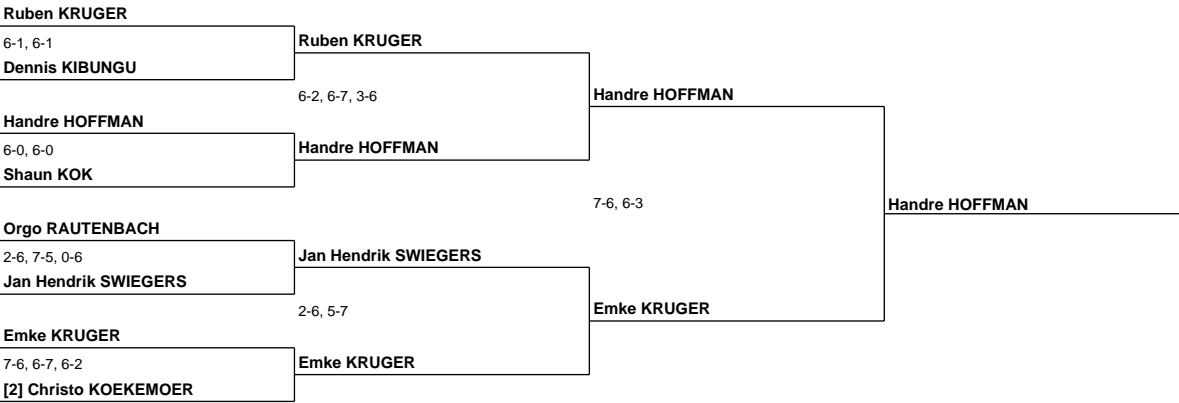 Ruben KRUGER
6-1, 6-1
Ruben KRUGER
Dennis KIBUNGU
6-2, 6-7, 3-6
Handre HOFFMAN
Handre HOFFMAN
6-0, 6-0
Handre HOFFMAN
Shaun KOK
7-6, 6-3
Handre HOFFMAN
Orgo RAUTENBACH
2-6, 7-5, 0-6
Jan Hendrik SWIEGERS
Jan Hendrik SWIEGERS
2-6, 5-7
Emke KRUGER
Emke KRUGER
7-6, 6-7, 6-2
Emke KRUGER
[2] Christo KOEKEMOER